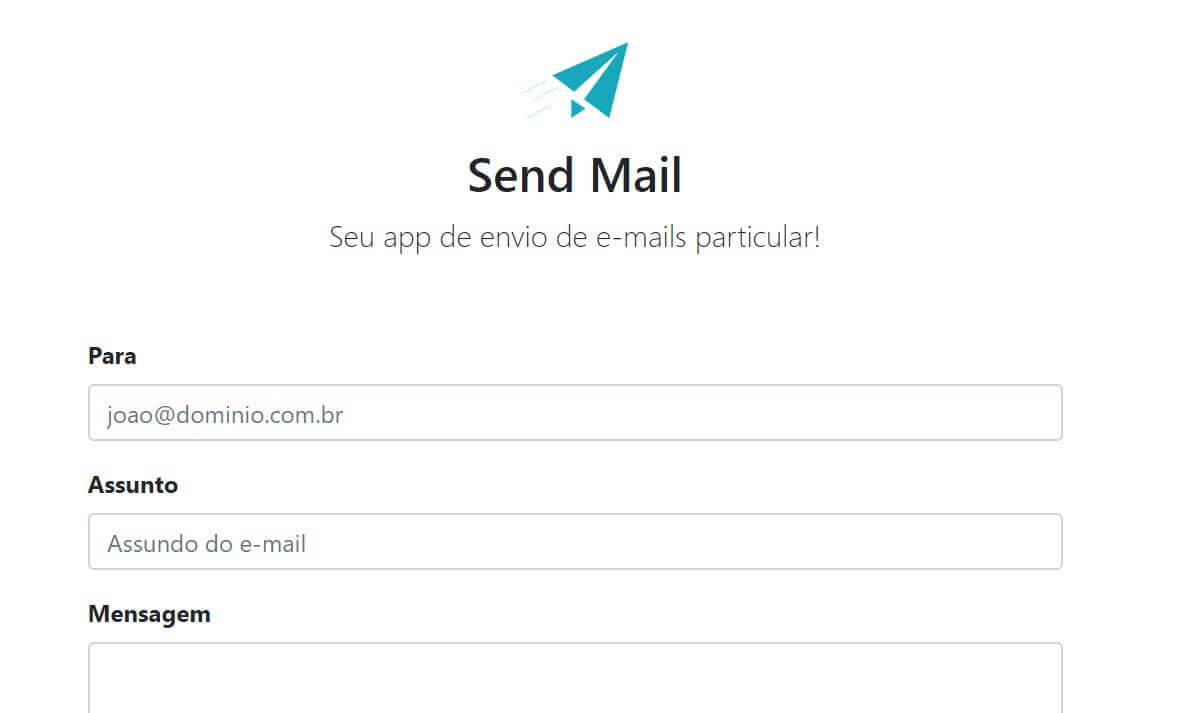 Send Mail
Seu app de envio de e-mails particular!
Para
joao@dominio.com.br
Assunto
Assundo do e-mail
Mensagem